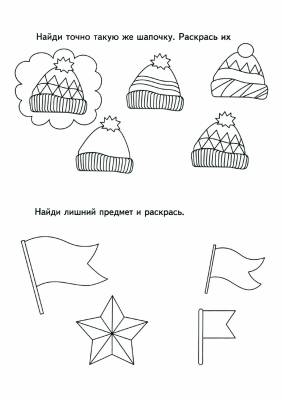 Найди точно такую же шапочку. Раскрась их
Найди лишний предмет и раскрась.